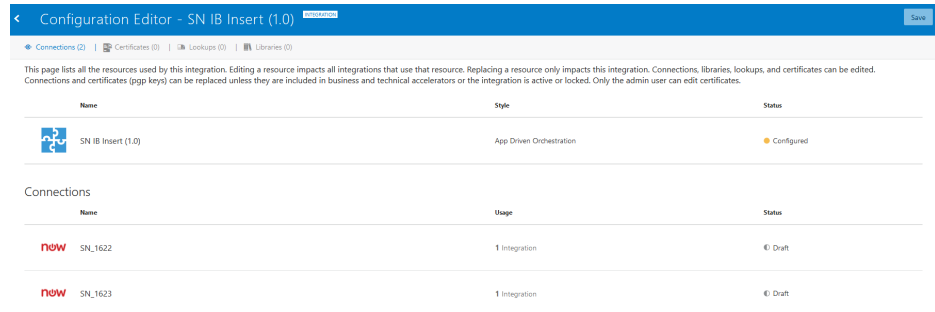 Configuration Editor - SN IB Insert (1.0) INTEGRATION
Save
Connections (2) | Certificates (0) | Lookups (0) | Libraries (0)
This page lists all the resources used by this integration. Editing a resource impacts all integrations that use that resource. Replacing a resource only impacts this integration. Connections, libraries, lookups, and certificates can be edited.
Connections and certificates (pgp keys) can be replaced unless they are included in business and technical accelerators or the integration is active or locked. Only the admin user can edit certificates.
Name Style Status
SN IB Insert (1.0) App Driven Orchestration Configured
Connections
Name Usage Status
now SN_1622 1 Integration Draft
now SN_1623 1 Integration Draft